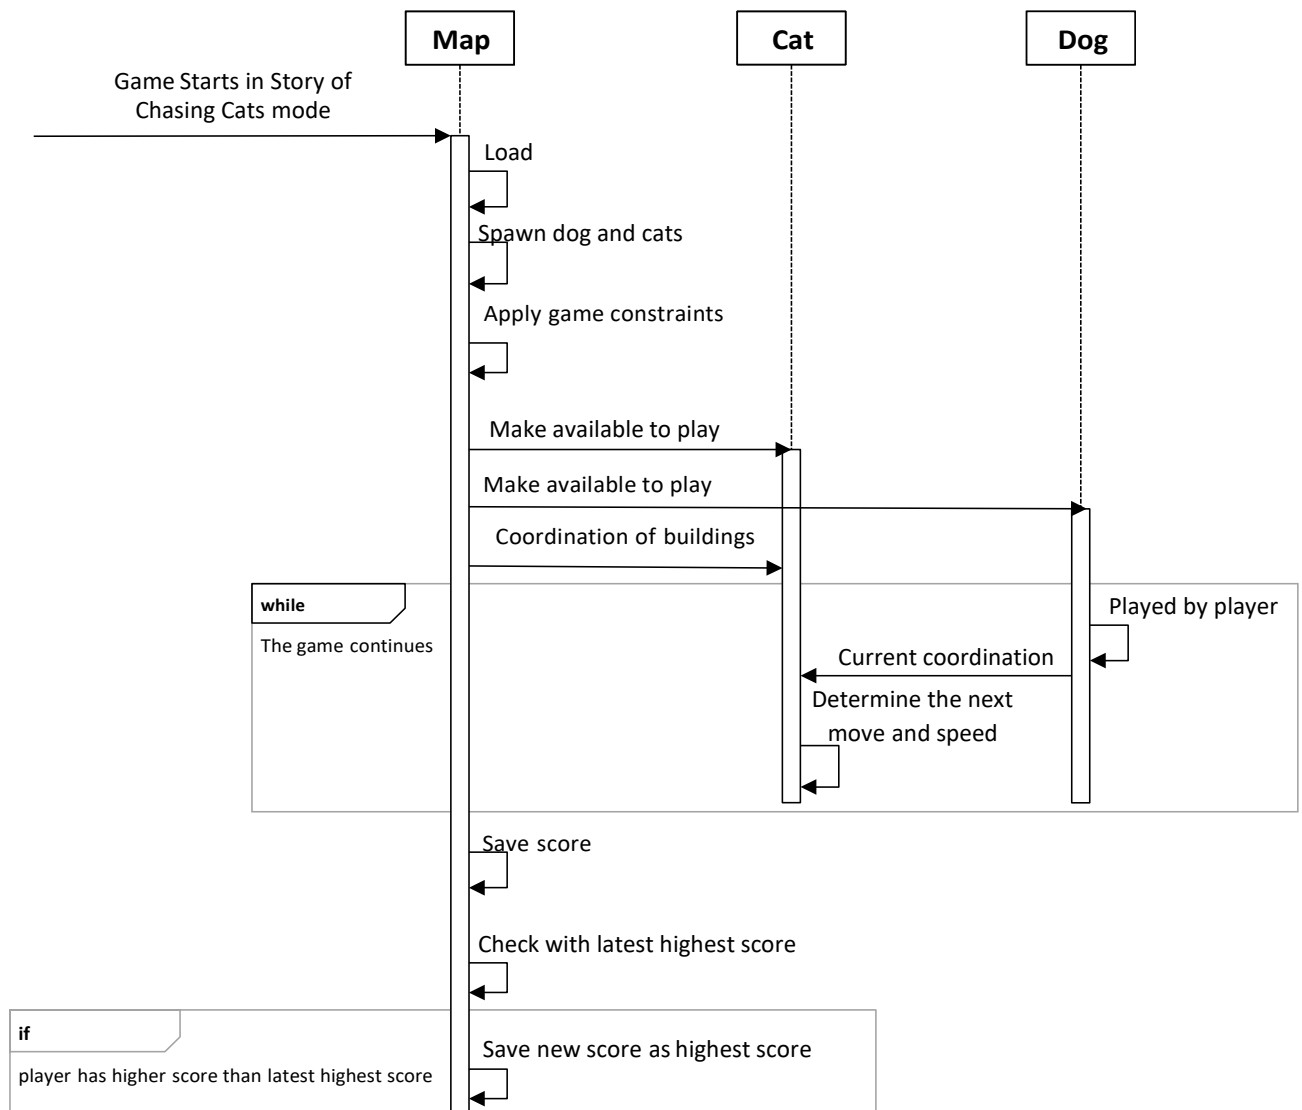 Map
Cat
Dog
Game Starts in Story of
Chasing Cats mode
Load
Spawn dog and cats
Apply game constraints
Make available to play
Make available to play
Coordination of buildings
while
The game continues
Played by player
Current coordination
Determine the next
move and speed
Save score
Check with latest highest score
if
player has higher score than latest highest score
Save new score as highest score